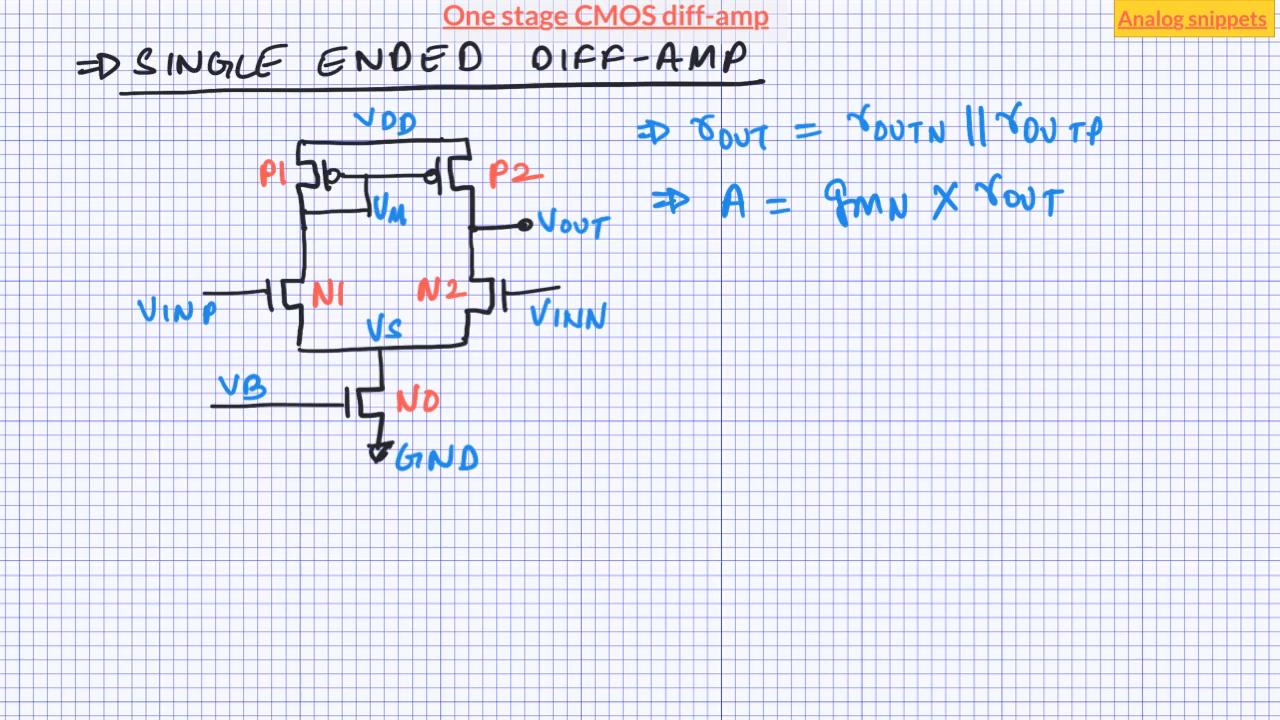 One stage CMOS diff-amp
Analog snippets
⇒ SINGLE ENDED DIFF-AMP
VDD
P1
P2
VM
VOUT
VINP
N1
N2
VINN
VS
VB
N0
GND
⇒ rOUT = rOUTN || rOUTP
⇒ A = gmN × rOUT